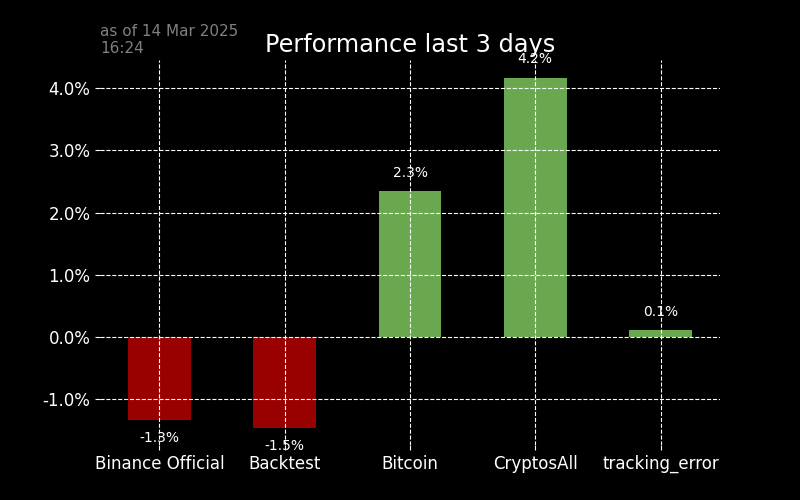 as of 14 Mar 2025
16:24
Performance last 3 days
4.2%
4.0%
3.0%
2.3%
2.0%
1.0%
0.1%
0.0%
-1.0%
-1.3%
-1.5%
Binance Official
Backtest
Bitcoin
CryptosAll
tracking_error